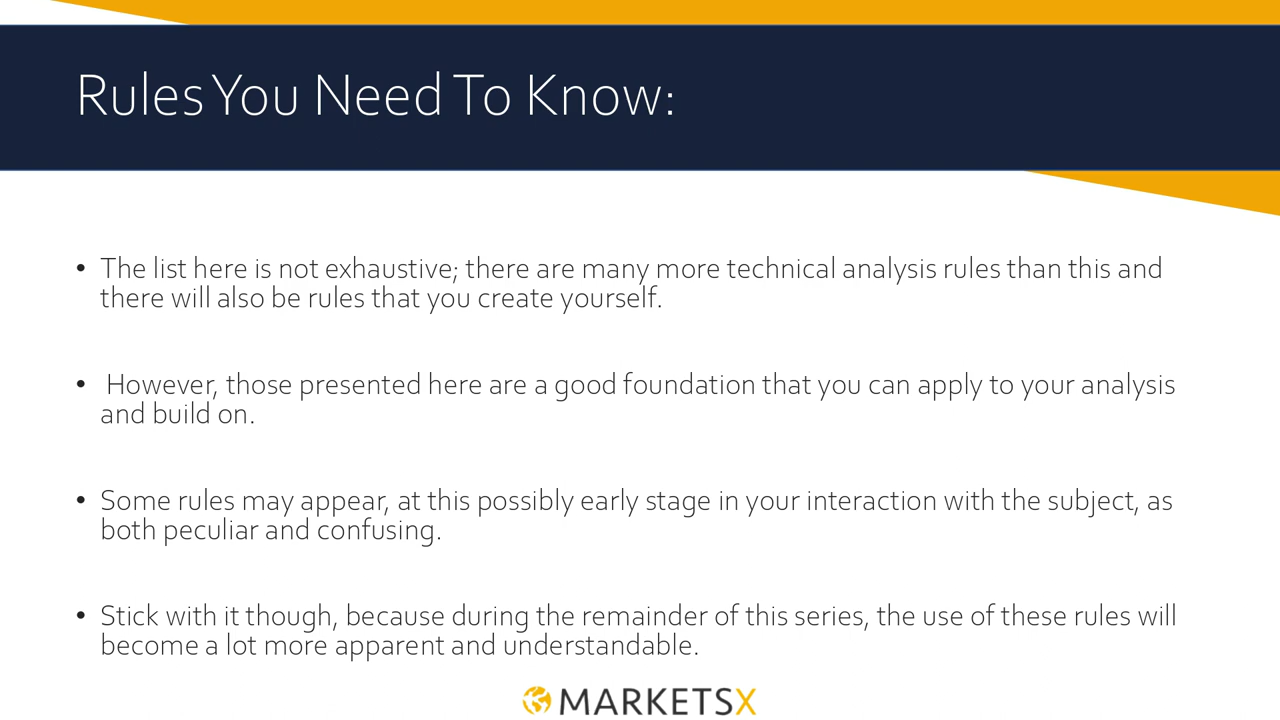 Rules You Need To Know:
• The list here is not exhaustive; there are many more technical analysis rules than this and
there will also be rules that you create yourself.
• However, those presented here are a good foundation that you can apply to your analysis
and build on.
• Some rules may appear, at this possibly early stage in your interaction with the subject, as
both peculiar and confusing.
• Stick with it though, because during the remainder of this series, the use of these rules will
become a lot more apparent and understandable.
MARKETSX